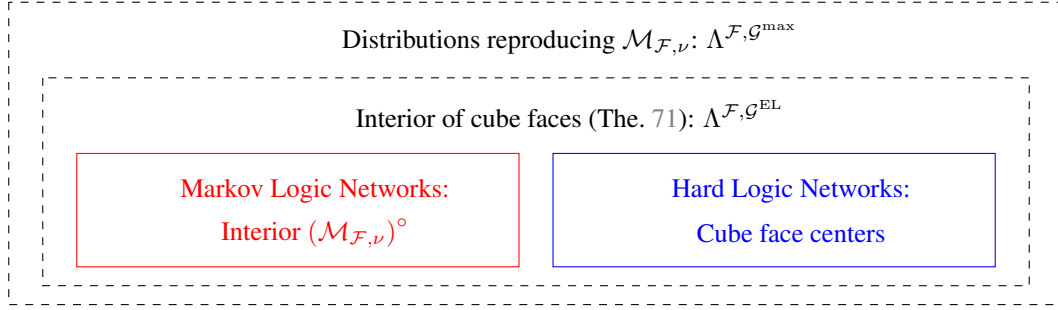 Distributions reproducing $\mathcal{M}_{\mathcal{F},\nu}$: $\Lambda^{\mathcal{F},\mathcal{G}^{\max}}$
Interior of cube faces (The. 71): $\Lambda^{\mathcal{F},\mathcal{G}^{\mathrm{EL}}}$
Markov Logic Networks:
Interior $(\mathcal{M}_{\mathcal{F},\nu})^{\circ}$
Hard Logic Networks:
Cube face centers